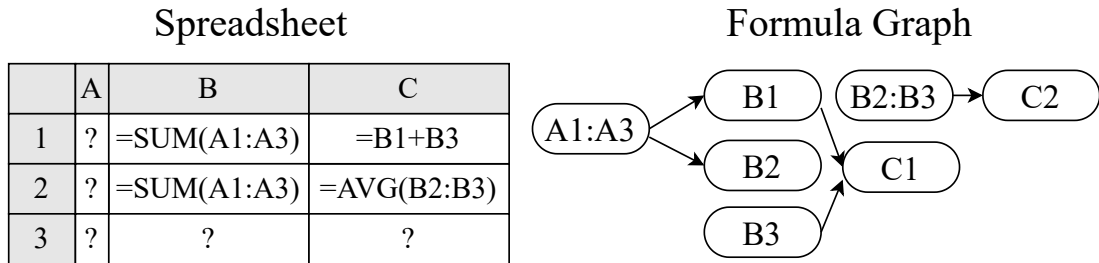 Spreadsheet
A B C
1 ? =SUM(A1:A3) =B1+B3
2 ? =SUM(A1:A3) =AVG(B2:B3)
3 ? ? ?
Formula Graph
A1:A3
B1
B2:B3
C2
B2
C1
B3